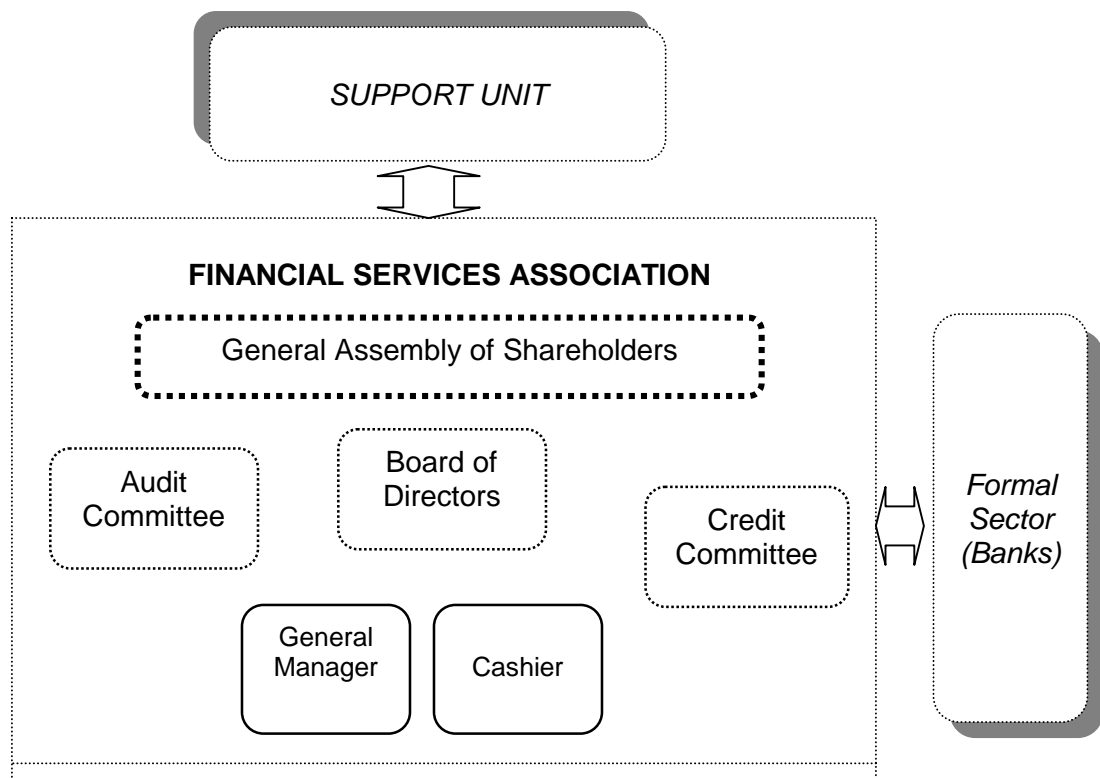 SUPPORT UNIT
FINANCIAL SERVICES ASSOCIATION
General Assembly of Shareholders
Audit
Committee
Board of
Directors
Credit
Committee
General
Manager
Cashier
Formal
Sector
(Banks)